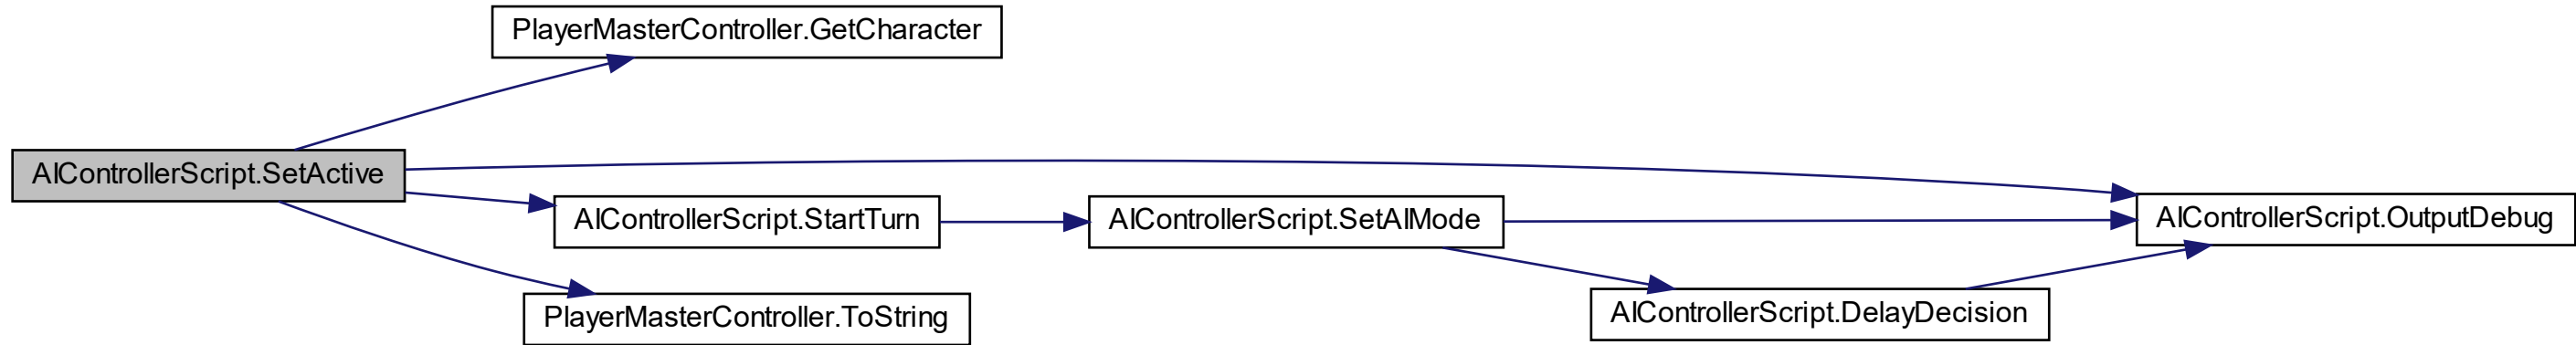 PlayerMasterController.GetCharacter
AIControllerScript.SetActive
AIControllerScript.StartTurn
AIControllerScript.SetAIMode
AIControllerScript.OutputDebug
PlayerMasterController.ToString
AIControllerScript.DelayDecision